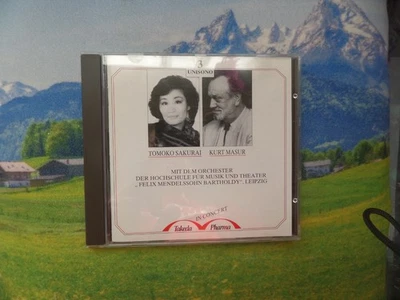 3
UNISONO
TOMOKO SAKURAI KURT MASUR
MIT DEM ORCHESTER
DER HOCHSCHULE FÜR MUSIK UND THEATER
„FELIX MENDELSSOHN BARTHOLDY“ LEIPZIG
IN CONCERT
Takeda Pharma